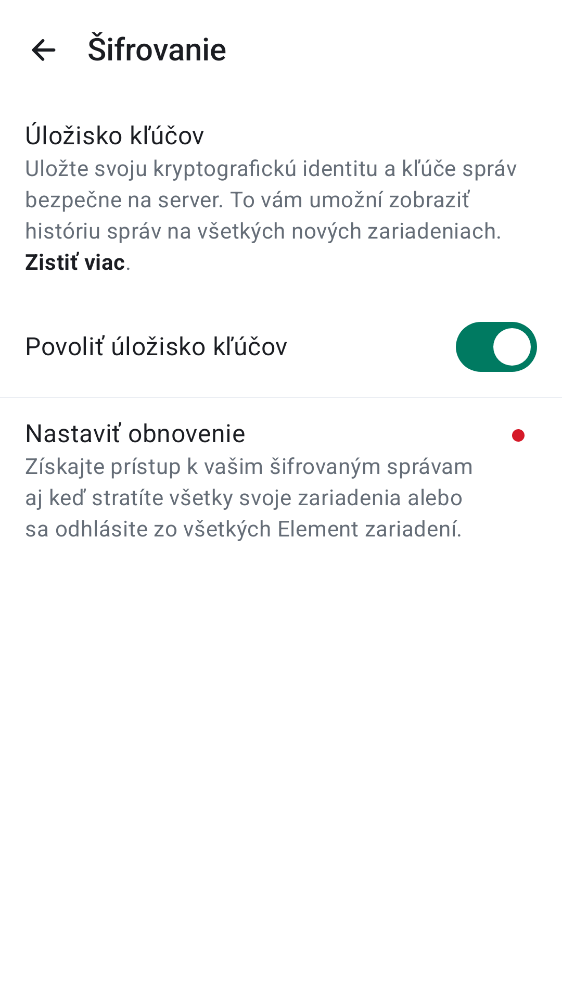 Šifrovanie
Úložisko kľúčov
Uložte svoju kryptografickú identitu a kľúče správ
bezpečne na server. To vám umožní zobraziť
históriu správ na všetkých nových zariadeniach.
Zistiť viac.
Povoliť úložisko kľúčov
Nastaviť obnovenie
Získajte prístup k vašim šifrovaným správam
aj keď stratíte všetky svoje zariadenia alebo
sa odhlásite zo všetkých Element zariadení.